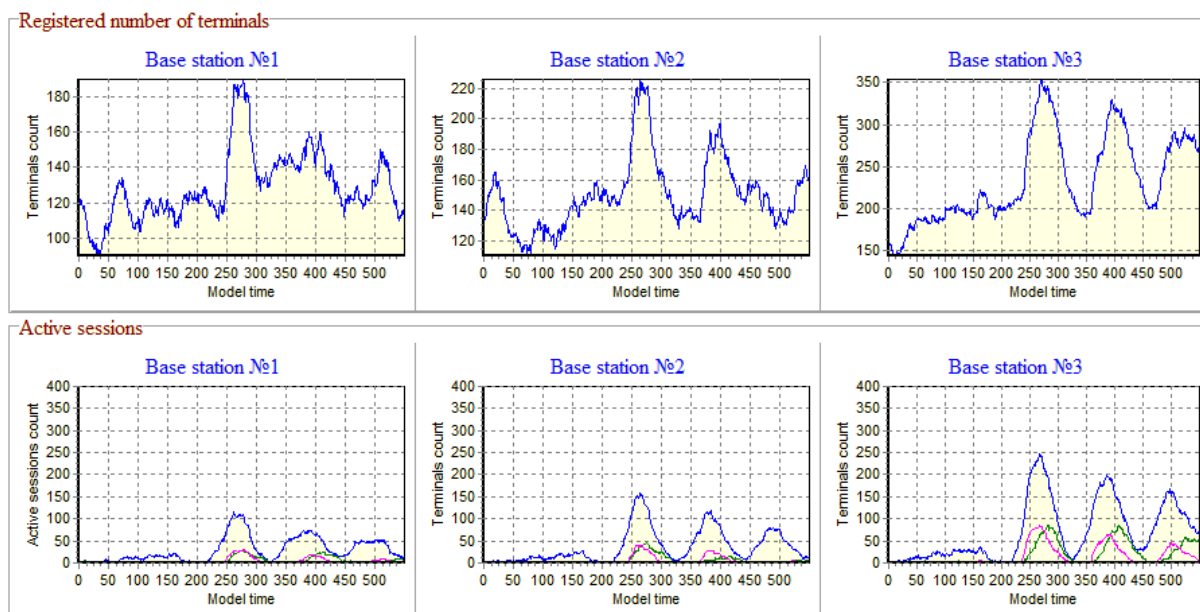 Registered number of terminals
Base station №1
Terminals count
180
160
140
120
100
0 50 100 150 200 250 300 350 400 450 500
Model time
Base station №2
Terminals count
220
200
180
160
140
120
0 50 100 150 200 250 300 350 400 450 500
Model time
Base station №3
Terminals count
350
300
250
200
150
0 50 100 150 200 250 300 350 400 450 500
Model time
Active sessions
Base station №1
Active sessions count
400
350
300
250
200
150
100
50
0
0 50 100 150 200 250 300 350 400 450 500
Model time
Base station №2
Terminals count
400
350
300
250
200
150
100
50
0
0 50 100 150 200 250 300 350 400 450 500
Model time
Base station №3
Terminals count
400
350
300
250
200
150
100
50
0
0 50 100 150 200 250 300 350 400 450 500
Model time